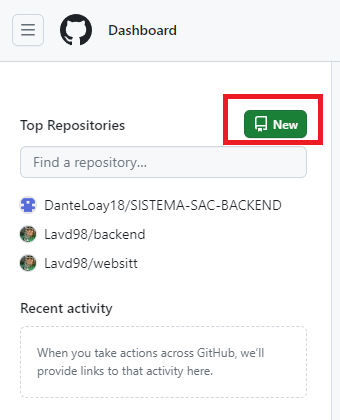 Dashboard
Top Repositories
New
Find a repository…
DanteLoay18/SISTEMA-SAC-BACKEND
Lavd98/backend
Lavd98/websitt
Recent activity
When you take actions across GitHub, we'll
provide links to that activity here.